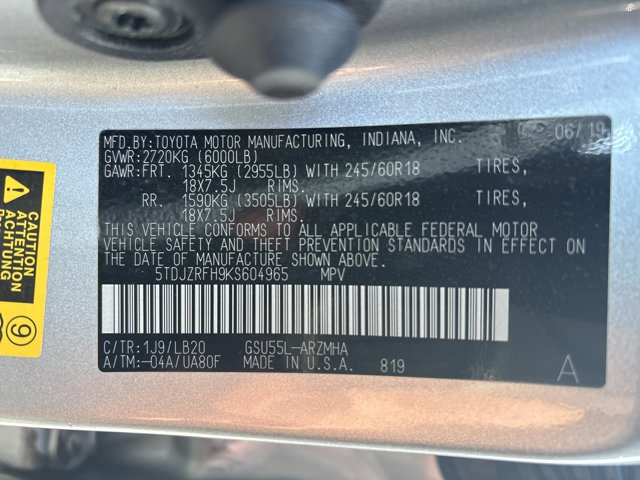 MFD.BY:TOYOTA MOTOR MANUFACTURING, INDIANA, INC. 06/19
GVWR:2720KG (6000LB)
GAWR:FRT. 1345KG (2955LB) WITH 245/60R18 TIRES,
18X7.5J RIMS.
RR. 1590KG (3505LB) WITH 245/60R18 TIRES,
18X7.5J RIMS.
THIS VEHICLE CONFORMS TO ALL APPLICABLE FEDERAL MOTOR
VEHICLE SAFETY AND THEFT PREVENTION STANDARDS IN EFFECT ON
THE DATE OF MANUFACTURE SHOWN ABOVE.
5TDJZRFH9KS604965 MPV
C/TR:1J9/LB20 GSU55L-ARZMHA
A/TM:-04A/UA80F MADE IN U.S.A. 819 A
CAUTION
ATTENTION
9